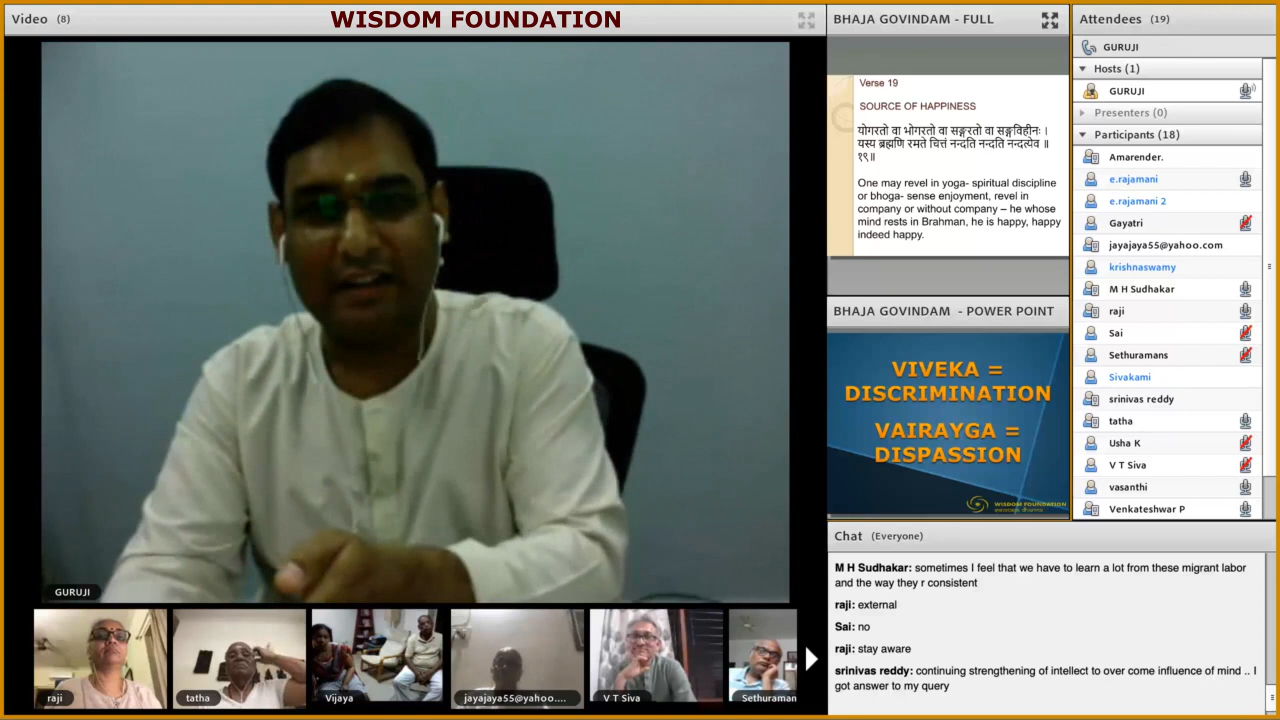 Video (8)
WISDOM FOUNDATION
GURUJI
raji
tatha
Vijaya
jayajaya55@yahoo....
V T Siva
Sethuraman
BHAJA GOVINDAM - FULL
Verse 19
SOURCE OF HAPPINESS
योगरतो वा भोगरतो वा सङ्गरतो वा सङ्गविहीनः ।
यस्य ब्रह्मणि रमते चित्तं नन्दति नन्दति नन्दत्येव ॥
१९॥
One may revel in yoga- spiritual discipline
or bhoga- sense enjoyment, revel in
company or without company – he whose
mind rests in Brahman, he is happy, happy
indeed happy.
BHAJA GOVINDAM - POWER POINT
VIVEKA =
DISCRIMINATION
VAIRAYGA =
DISPASSION
WISDOM FOUNDATION
Attendees (19)
GURUJI
Hosts (1)
GURUJI
Presenters (0)
Participants (18)
Amarender.
e.rajamani
e.rajamani 2
Gayatri
jayajaya55@yahoo.com
krishnaswamy
M H Sudhakar
raji
Sai
Sethuramans
Sivakami
srinivas reddy
tatha
Usha K
V T Siva
vasanthi
Venkateshwar P
Chat (Everyone)
M H Sudhakar: sometimes I feel that we have to learn a lot from these migrant labor
and the way they r consistent
raji: external
Sai: no
raji: stay aware
srinivas reddy: continuing strengthening of intellect to over come influence of mind .. I
got answer to my query